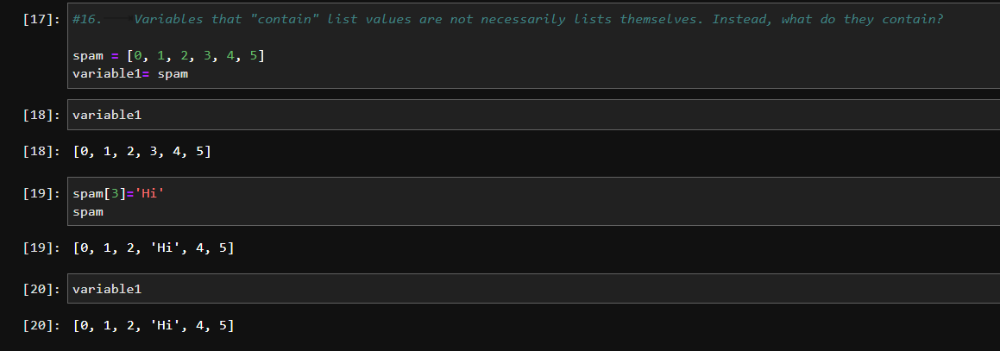 [17]: #16. Variables that "contain" list values are not necessarily lists themselves. Instead, what do they contain?
spam = [0, 1, 2, 3, 4, 5]
variable1= spam
[18]: variable1
[18]: [0, 1, 2, 3, 4, 5]
[19]: spam[3]='Hi'
spam
[19]: [0, 1, 2, 'Hi', 4, 5]
[20]: variable1
[20]: [0, 1, 2, 'Hi', 4, 5]